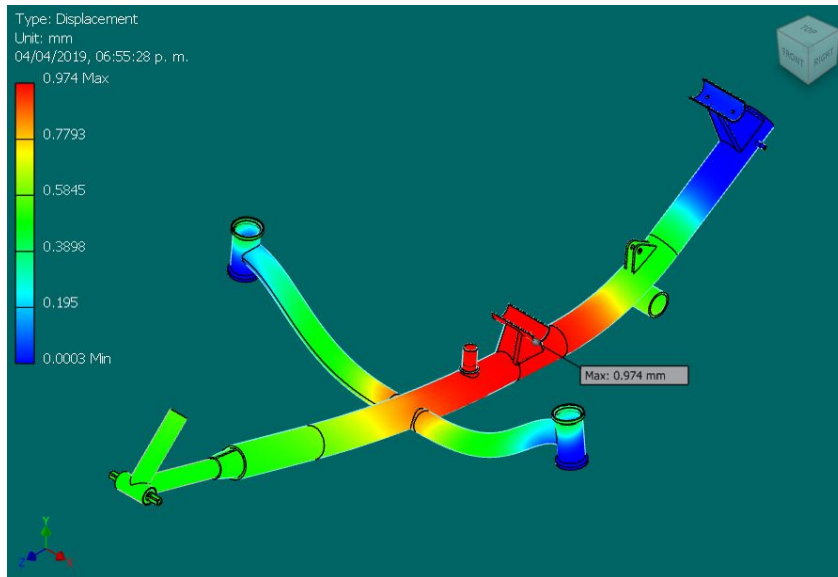 Type: Displacement
Unit: mm
04/04/2019, 06:55:28 p. m.
0.974 Max
0.7793
0.5845
0.3898
0.195
0.0003 Min
TOP
FRONT
RIGHT
Max: 0.974 mm
Y
Z
X